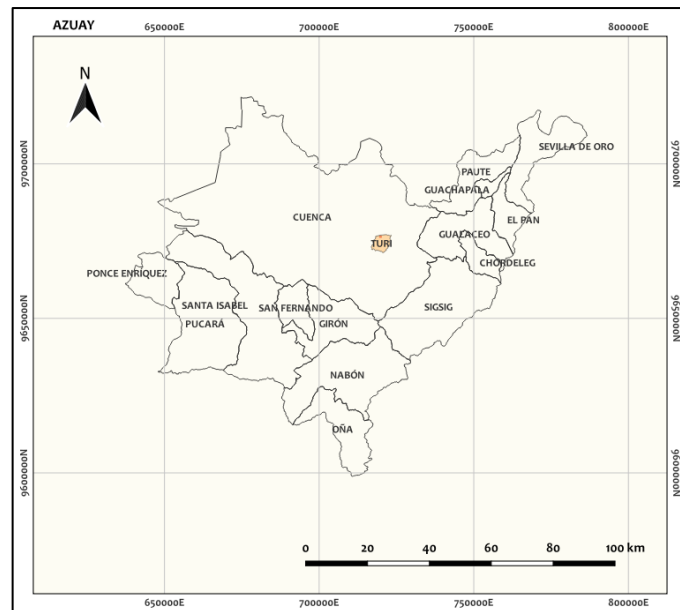 AZUAY
650000E 700000E 750000E 800000E
N
SEVILLA DE ORO
9700000N 9700000N
PAUTE
GUACHAPALA
CUENCA
EL PAN
GUALACEO
TURI
CHORDELEG
PONCE ENRIQUEZ
SANTA ISABEL SAN FERNANDO SIGSIG
PUCARÁ GIRÓN
9650000N 9650000N
NABÓN
OÑA
9600000N 9600000N
0 20 40 60 80 100 km
650000E 700000E 750000E 800000E